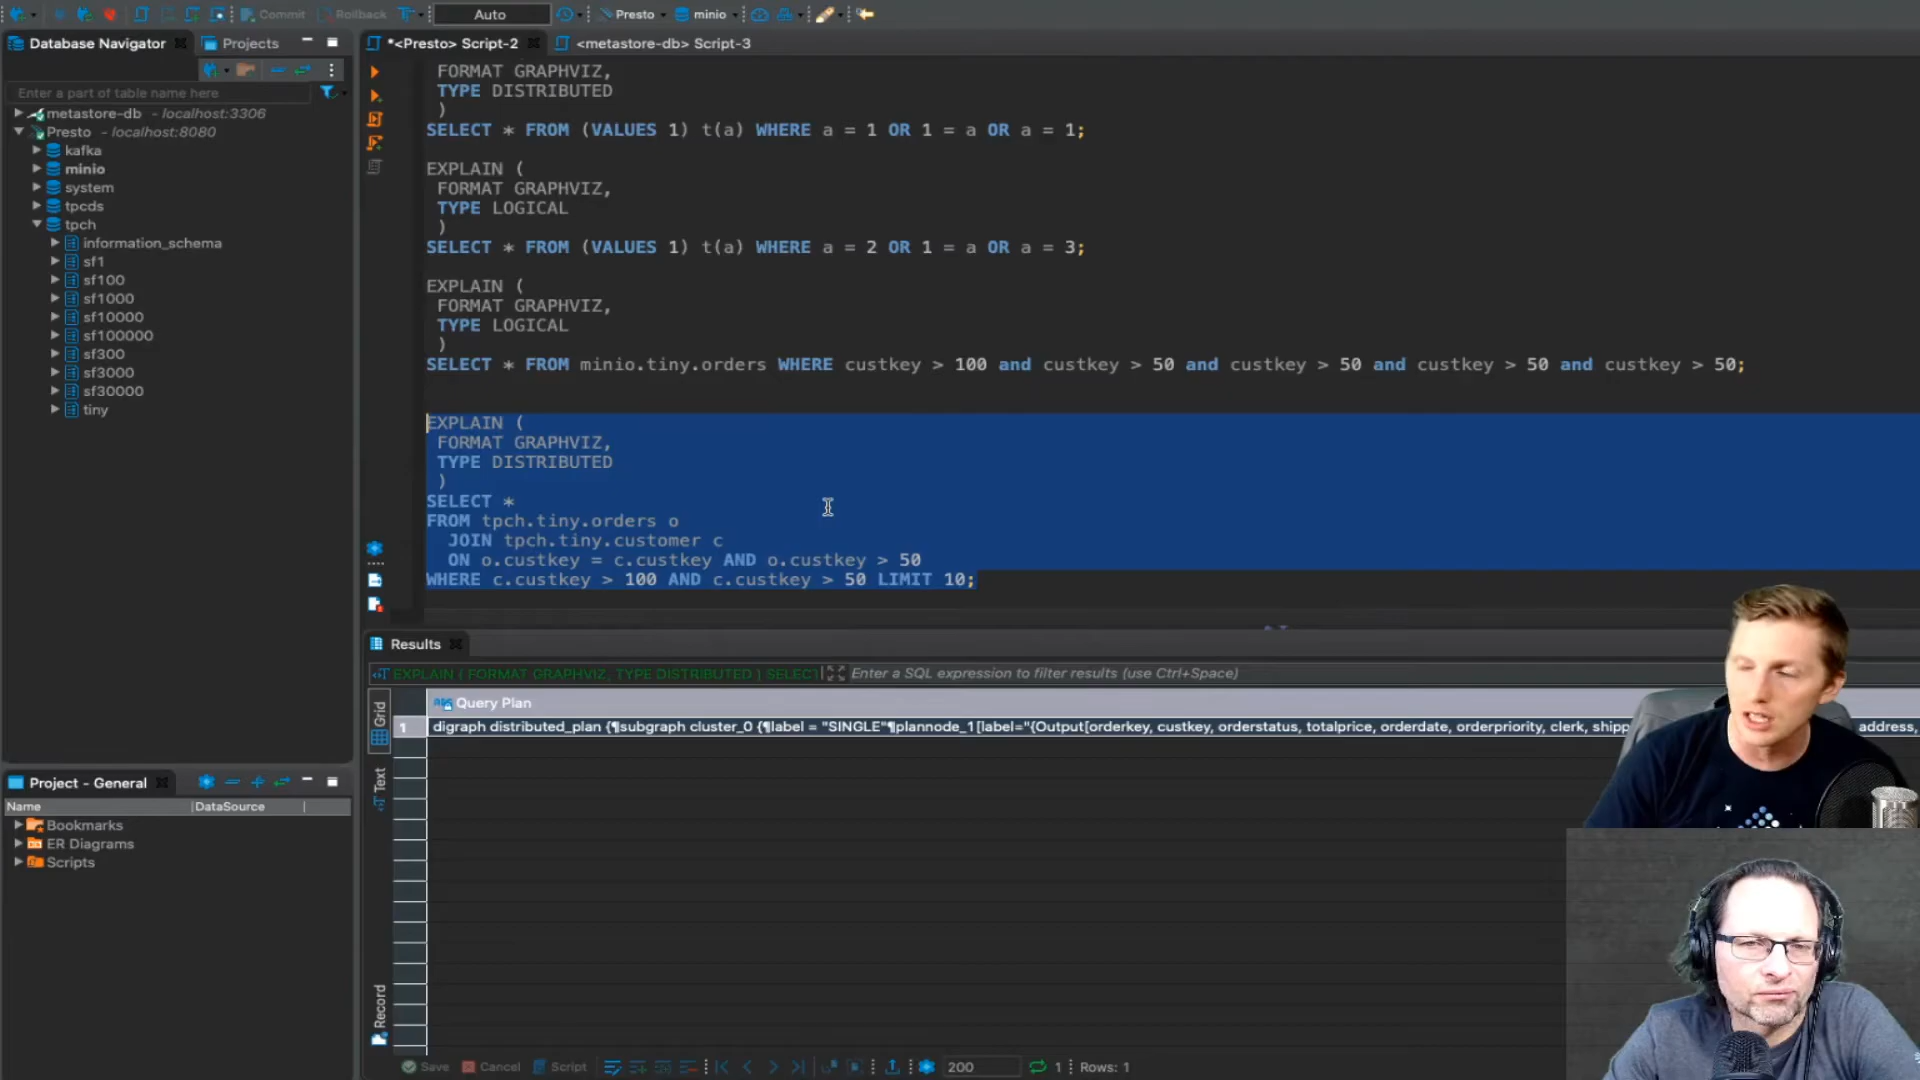 Commit
Rollback
Auto
Presto
minio
Database Navigator
Projects
*<Presto> Script-2
<metastore-db> Script-3
Enter a part of table name here
metastore-db - localhost:3306
Presto - localhost:8080
kafka
minio
system
tpcds
tpch
information_schema
sf1
sf100
sf1000
sf10000
sf100000
sf300
sf3000
sf30000
tiny
FORMAT GRAPHVIZ,
TYPE DISTRIBUTED
)
SELECT * FROM (VALUES 1) t(a) WHERE a = 1 OR 1 = a OR a = 1;
EXPLAIN (
FORMAT GRAPHVIZ,
TYPE LOGICAL
)
SELECT * FROM (VALUES 1) t(a) WHERE a = 2 OR 1 = a OR a = 3;
EXPLAIN (
FORMAT GRAPHVIZ,
TYPE LOGICAL
)
SELECT * FROM minio.tiny.orders WHERE custkey > 100 and custkey > 50 and custkey > 50 and custkey > 50 and custkey > 50;
EXPLAIN (
FORMAT GRAPHVIZ,
TYPE DISTRIBUTED
)
SELECT *
FROM tpch.tiny.orders o
JOIN tpch.tiny.customer c
ON o.custkey = c.custkey AND o.custkey > 50
WHERE c.custkey > 100 AND c.custkey > 50 LIMIT 10;
Results
EXPLAIN ( FORMAT GRAPHVIZ, TYPE DISTRIBUTED ) SELECT
Enter a SQL expression to filter results (use Ctrl+Space)
Grid
Text
Record
Query Plan
1
digraph distributed_plan {¶subgraph cluster_0 {¶label = "SINGLE"¶plannode_1[label="{Output[orderkey, custkey, orderstatus, totalprice, orderdate, orderpriority, clerk, shipp
address,
Project - General
Name
DataSource
Bookmarks
ER Diagrams
Scripts
Save
Cancel
Script
200
1
Rows: 1